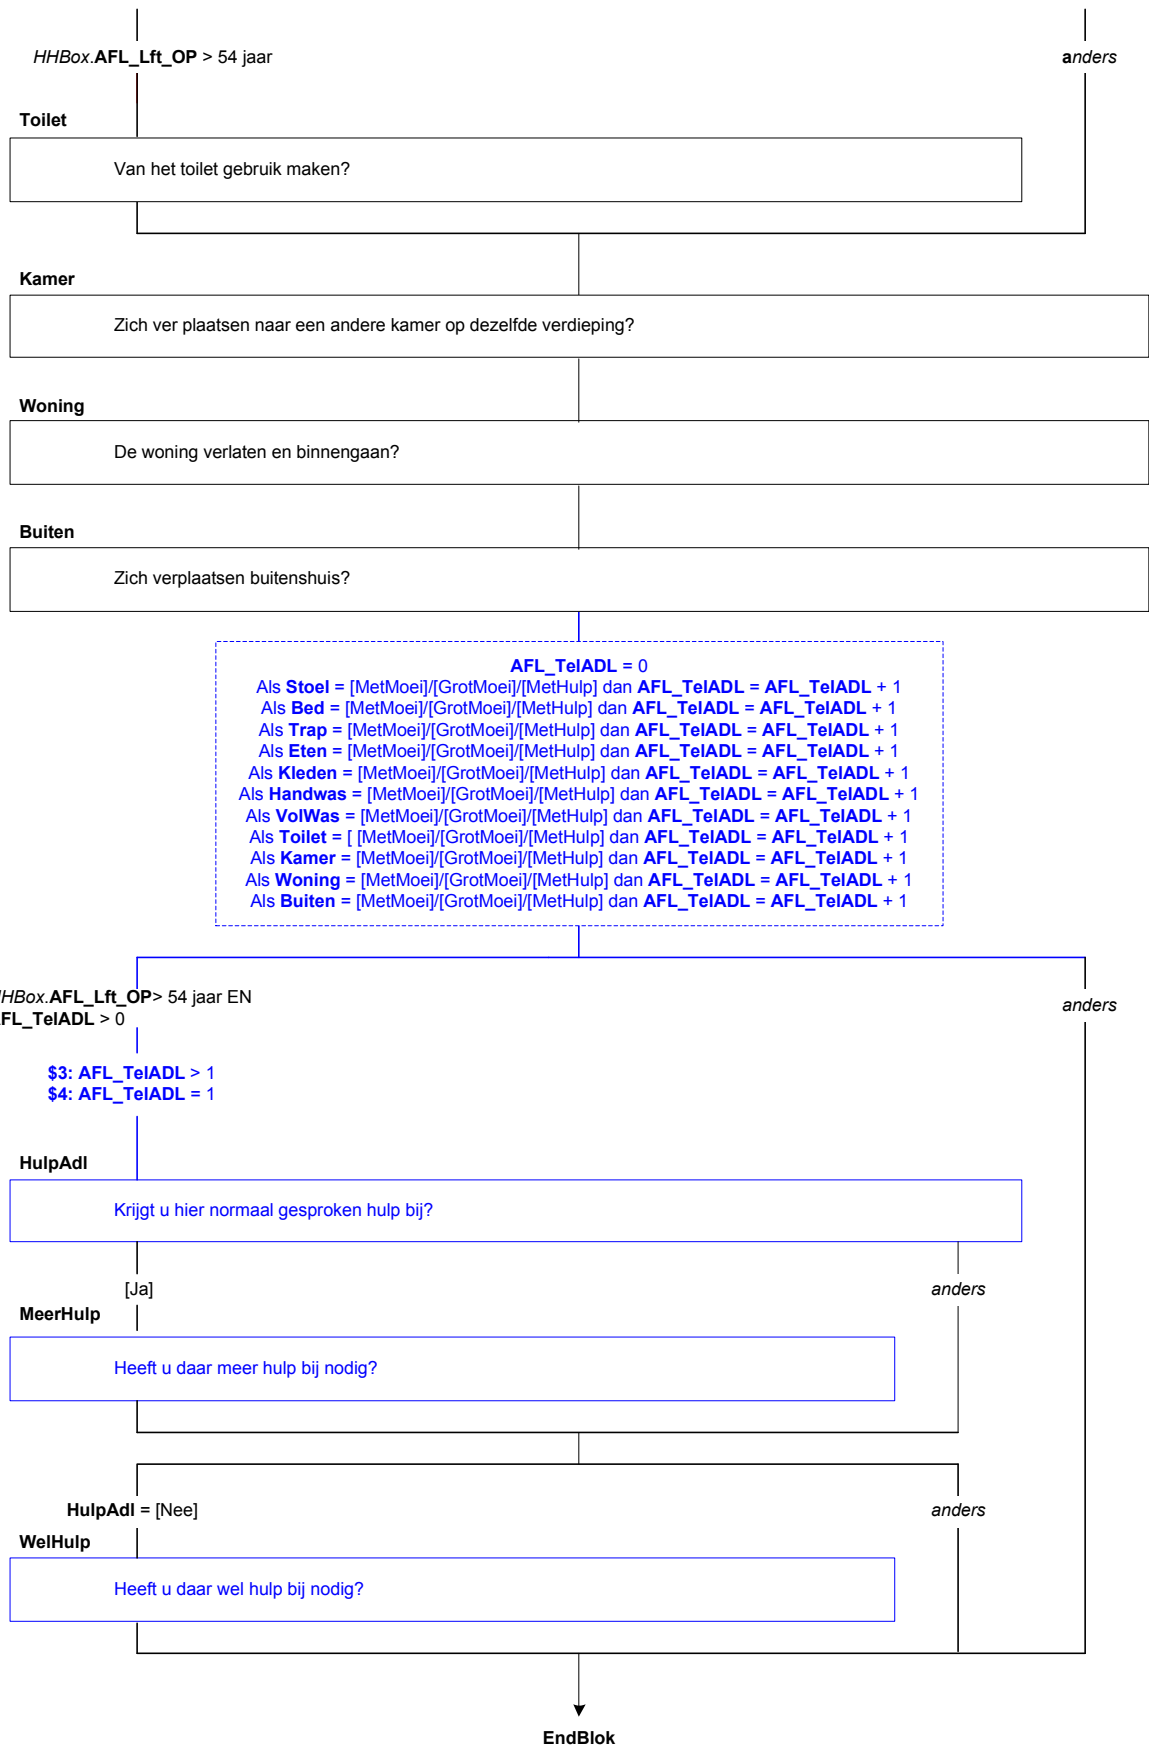 HHBox.AFL_Lft_OP > 54 jaar
anders
Toilet
Van het toilet gebruik maken?
Kamer
Zich ver plaatsen naar een andere kamer op dezelfde verdieping?
Woning
De woning verlaten en binnengaan?
Buiten
Zich verplaatsen buitenshuis?
AFL_TelADL = 0
Als Stoel = [MetMoei]/[GrotMoei]/[MetHulp] dan AFL_TelADL = AFL_TelADL + 1
Als Bed = [MetMoei]/[GrotMoei]/[MetHulp] dan AFL_TelADL = AFL_TelADL + 1
Als Trap = [MetMoei]/[GrotMoei]/[MetHulp] dan AFL_TelADL = AFL_TelADL + 1
Als Eten = [MetMoei]/[GrotMoei]/[MetHulp] dan AFL_TelADL = AFL_TelADL + 1
Als Kleden = [MetMoei]/[GrotMoei]/[MetHulp] dan AFL_TelADL = AFL_TelADL + 1
Als Handwas = [MetMoei]/[GrotMoei]/[MetHulp] dan AFL_TelADL = AFL_TelADL + 1
Als VolWas = [MetMoei]/[GrotMoei]/[MetHulp] dan AFL_TelADL = AFL_TelADL + 1
Als Toilet = [ [MetMoei]/[GrotMoei]/[MetHulp] dan AFL_TelADL = AFL_TelADL + 1
Als Kamer = [MetMoei]/[GrotMoei]/[MetHulp] dan AFL_TelADL = AFL_TelADL + 1
Als Woning = [MetMoei]/[GrotMoei]/[MetHulp] dan AFL_TelADL = AFL_TelADL + 1
Als Buiten = [MetMoei]/[GrotMoei]/[MetHulp] dan AFL_TelADL = AFL_TelADL + 1
HHBox.AFL_Lft_OP> 54 jaar EN
anders
AFL_TelADL > 0
$3: AFL_TelADL > 1
$4: AFL_TelADL = 1
HulpAdl
Krijgt u hier normaal gesproken hulp bij?
[Ja]
anders
MeerHulp
Heeft u daar meer hulp bij nodig?
HulpAdl = [Nee]
anders
WelHulp
Heeft u daar wel hulp bij nodig?
EndBlok